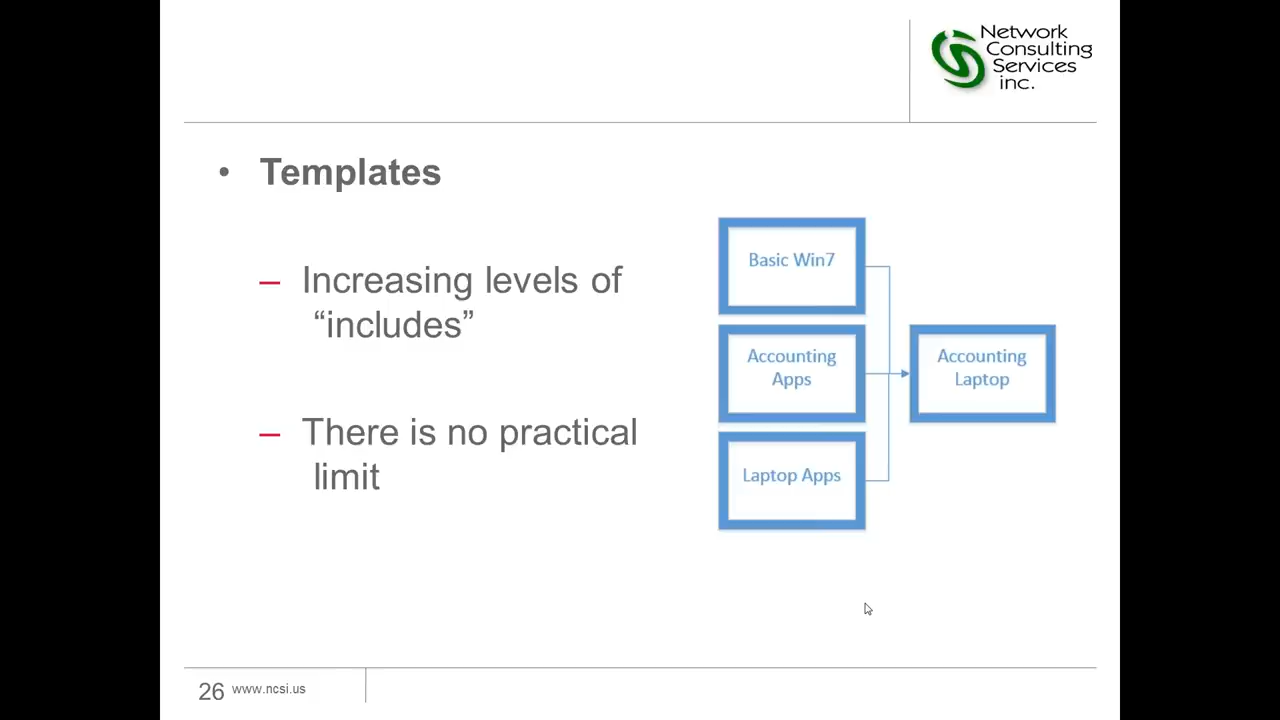 Network
Consulting
Services
inc.
• Templates
– Increasing levels of
“includes”
– There is no practical
limit
Basic Win7
Accounting
Apps
Laptop Apps
Accounting
Laptop
26 www.ncsi.us